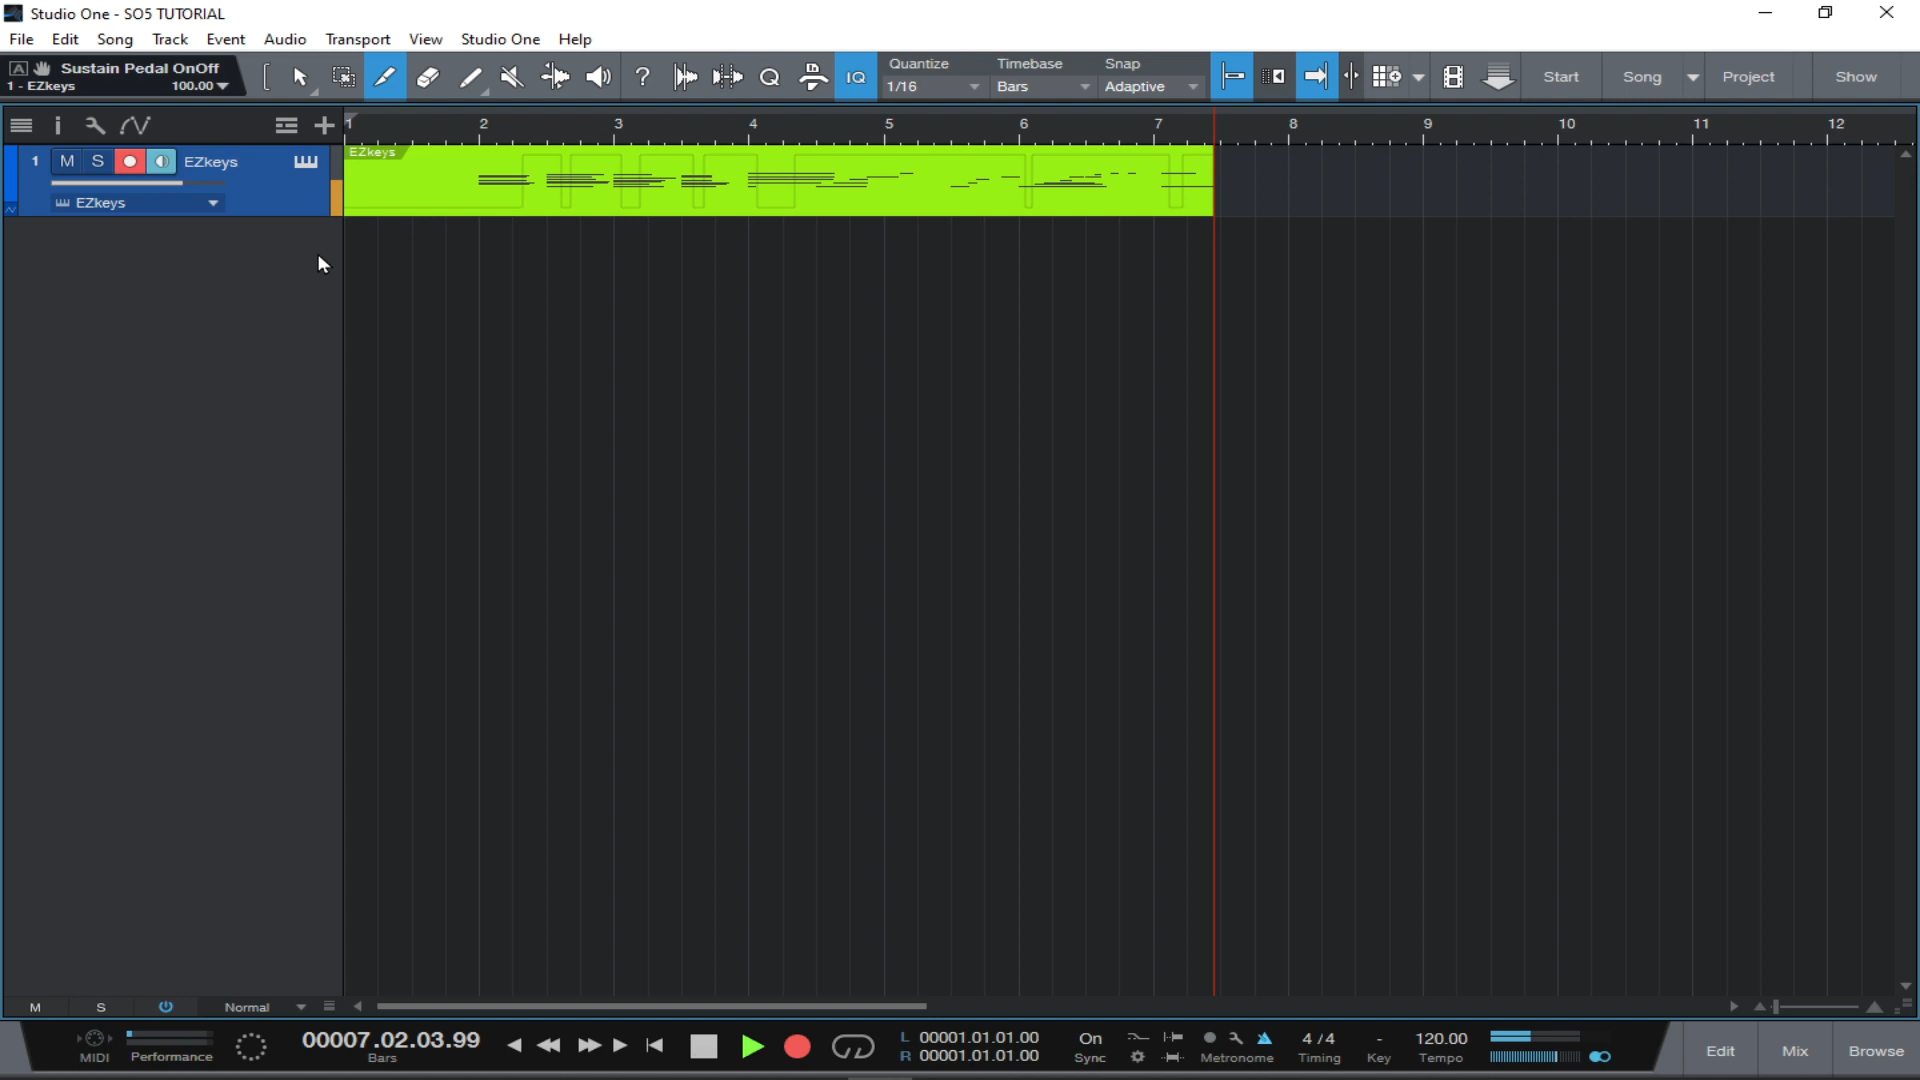 Studio One - SO5 TUTORIAL
File Edit Song Track Event Audio Transport View Studio One Help
A Sustain Pedal OnOff
1 - EZkeys 100.00
? Q IQ
Quantize Timebase Snap
1/16 Bars Adaptive
Start Song Project Show
i 1 2 3 4 5 6 7 8 9 10 11 12
1 M S EZkeys
EZkeys
EZkeys
M S Normal
MIDI Performance
00007.02.03.99
Bars
L 00001.01.01.00
R 00001.01.01.00
On
Sync
Metronome
4 / 4
Timing
-
Key
120.00
Tempo
Edit Mix Browse